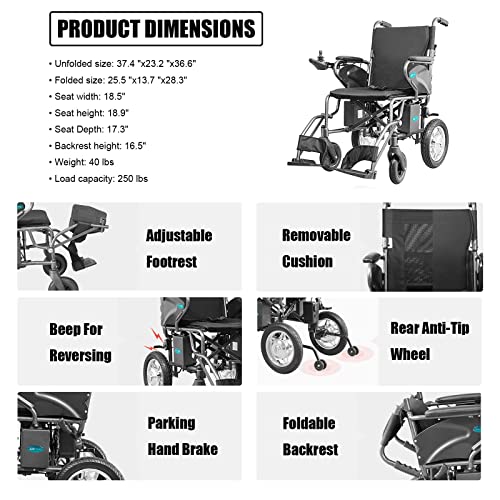 PRODUCT DIMENSIONS
• Unfolded size: 37.4 "x23.2 "x36.6"
• Folded size: 25.5 "x13.7 "x28.3"
• Seat width: 18.5"
• Seat height: 18.9"
• Seat Depth: 17.3"
• Backrest height: 16.5"
• Weight: 40 lbs
• Load capacity: 250 lbs
Adjustable
Footrest
Removable
Cushion
Beep For
Reversing
Rear Anti-Tip
Wheel
Parking
Hand Brake
Foldable
Backrest